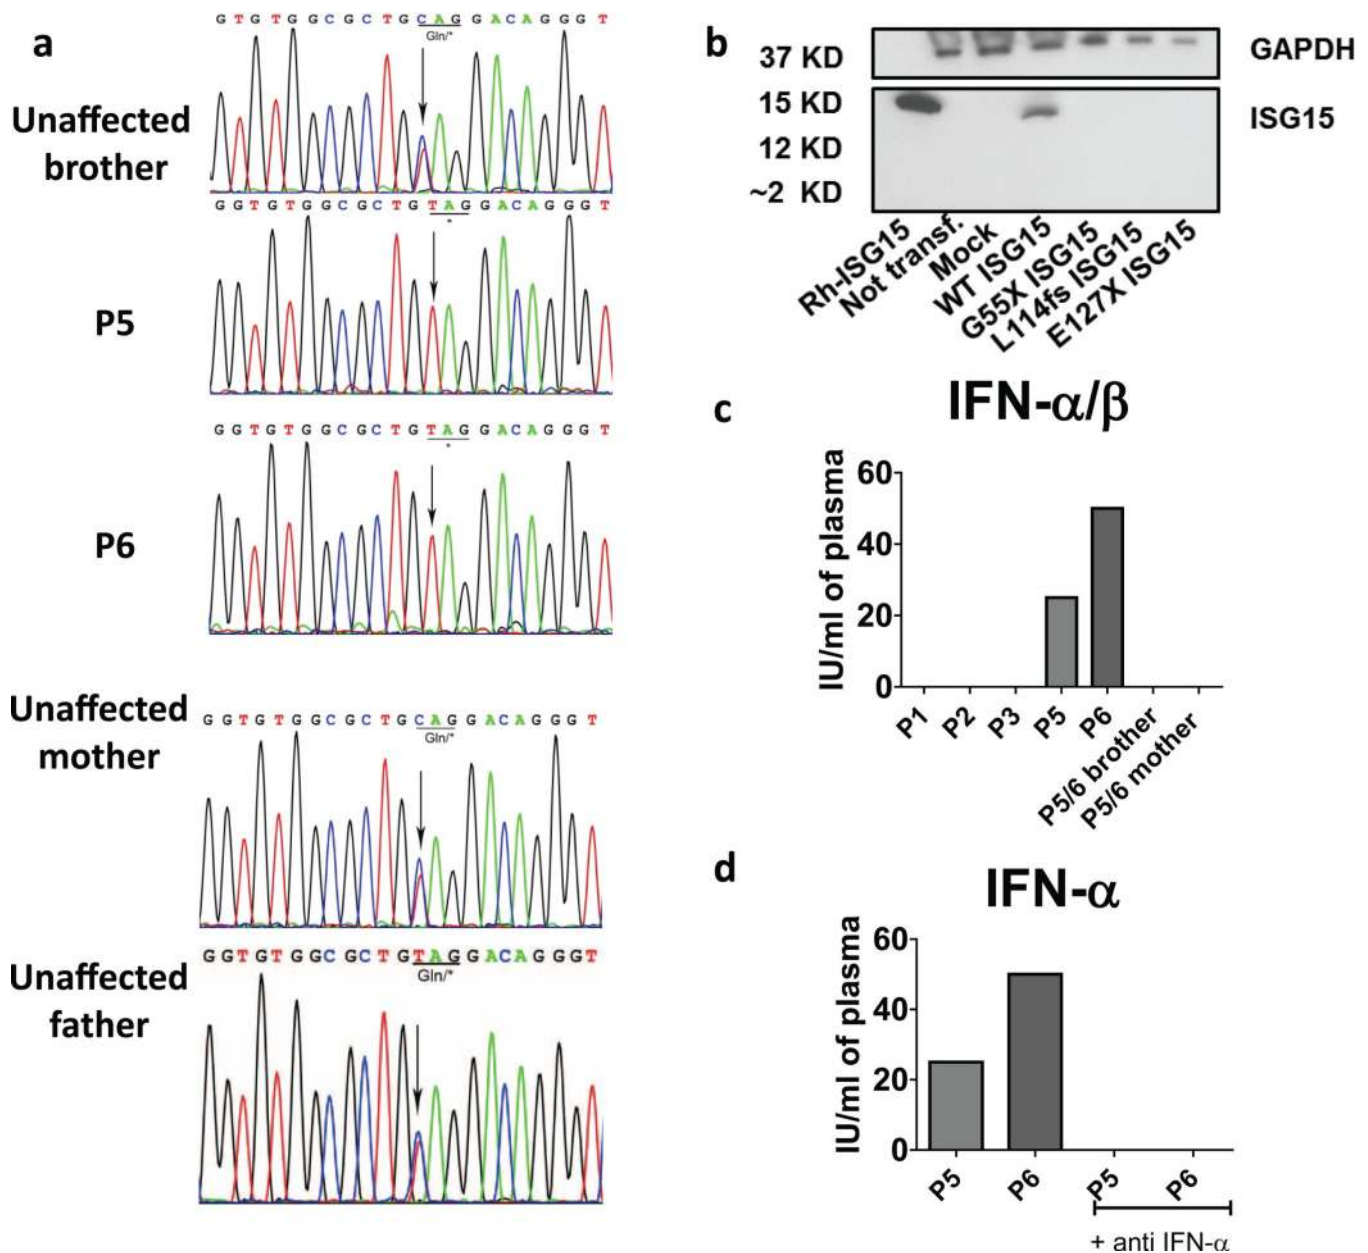 a
G T G T G G C G C T G C A G G A C A G G G T
Gln/*
Unaffected
brother
G G T G T G G C G C T G T A G G A C A G G G T
*
P5
G G T G T G G C G C T G T A G G A C A G G G T
*
P6
Unaffected
mother
G G T G T G G C G C T G C A G G A C A G G G T
Gln/*
Unaffected
father
G G T G T G G C G C T G T A G G A C A G G G T
Gln/*
b
37 KD
GAPDH
15 KD
ISG15
12 KD
~2 KD
Rh-ISG15
Not transf.
Mock
WT ISG15
G55X ISG15
L114fs ISG15
E127X ISG15
c
IFN-α/β
IU/ml of plasma
60
40
20
0
P1
P2
P3
P5
P6
P5/6 brother
P5/6 mother
d
IFN-α
IU/ml of plasma
60
40
20
0
P5
P6
P5
P6
+ anti IFN-α